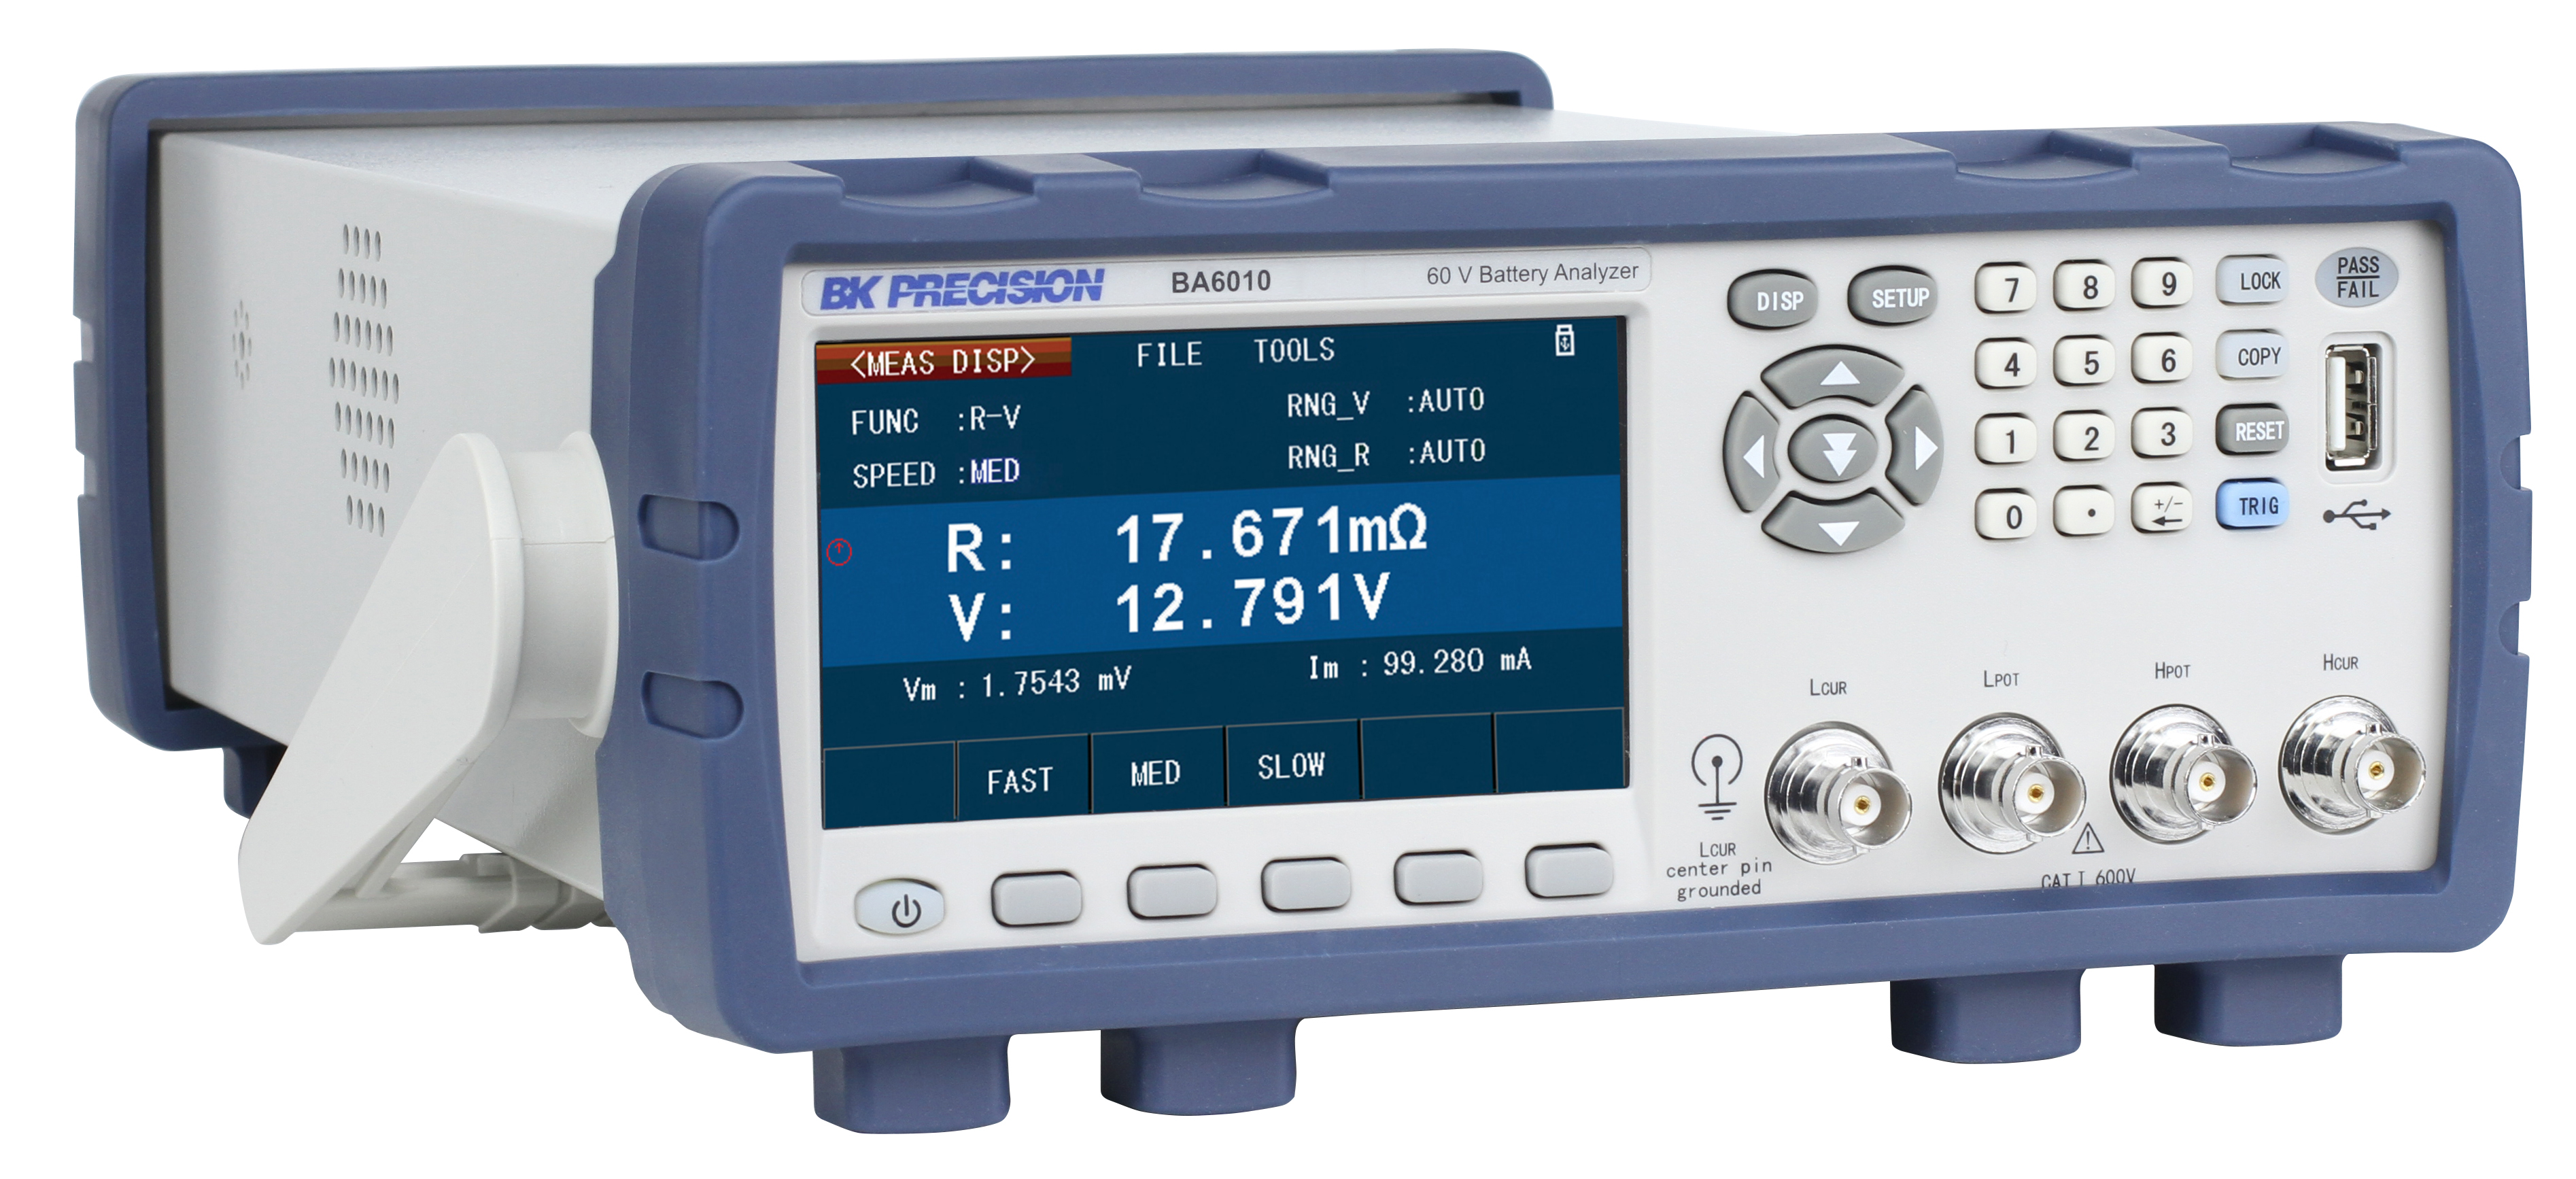 BK PRECISION BA6010 60 V Battery Analyzer
<MEAS DISP> FILE TOOLS
FUNC :R-V RNG_V :AUTO
SPEED :MED RNG_R :AUTO
R: 17.671mΩ
V: 12.791V
Vm : 1.7543 mV Im : 99.280 mA
FAST MED SLOW
DISP SETUP
7 8 9 LOCK
4 5 6 COPY
1 2 3 RESET
0 . +/- TRIG
PASS
FAIL
LCUR LPOT HPOT HCUR
LCUR
center pin
grounded
CAT I 600V